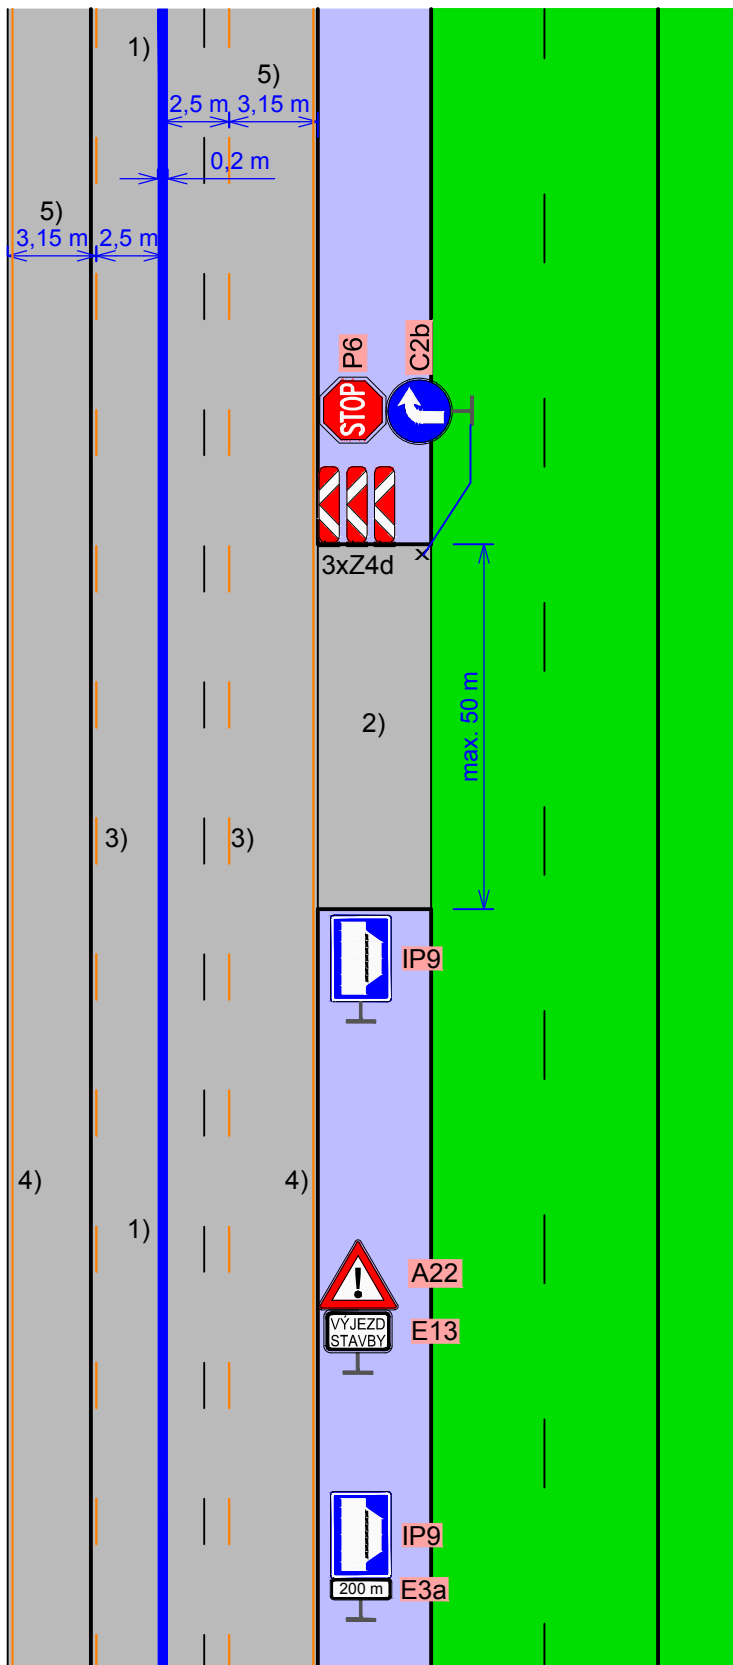 1)
5)
2,5 m
3,15 m
0,2 m
5)
3,15 m
2,5 m
P6
C2b
STOP
3xZ4d
max. 50 m
2)
3)
3)
IP9
4)
4)
1)
A22
VÝJEZD
STAVBY
E13
IP9
200 m
E3a